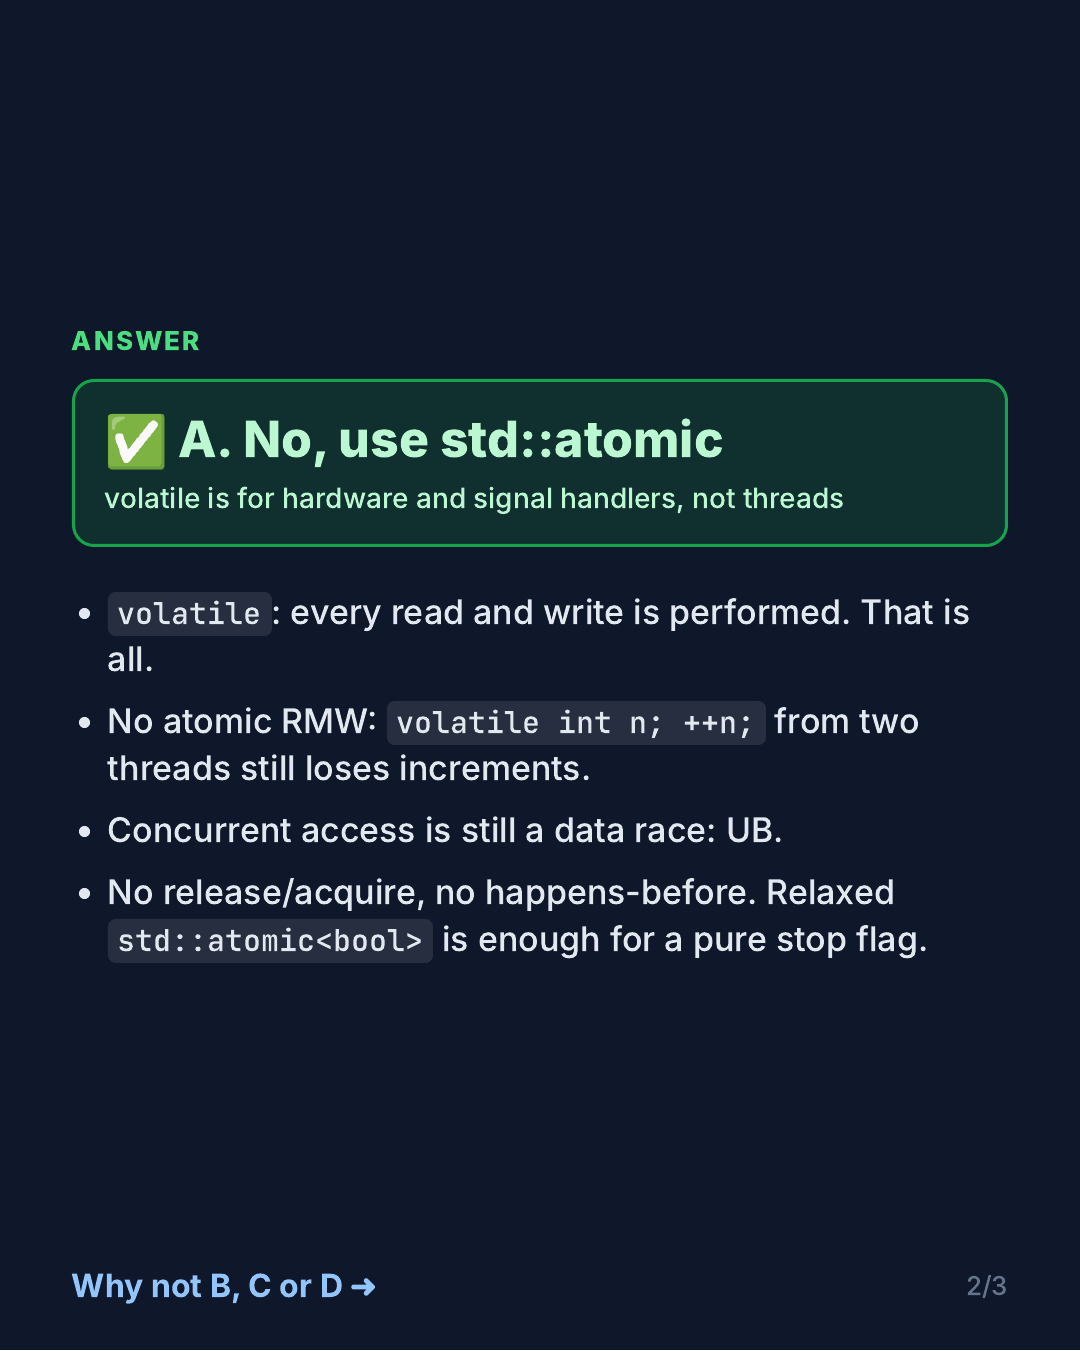 ANSWER
✅ A. No, use std::atomic
volatile is for hardware and signal handlers, not threads
• volatile: every read and write is performed. That is
all.
• No atomic RMW: volatile int n; ++n; from two
threads still loses increments.
• Concurrent access is still a data race: UB.
• No release/acquire, no happens-before. Relaxed
std::atomic<bool> is enough for a pure stop flag.
Why not B, C or D ➜
2/3